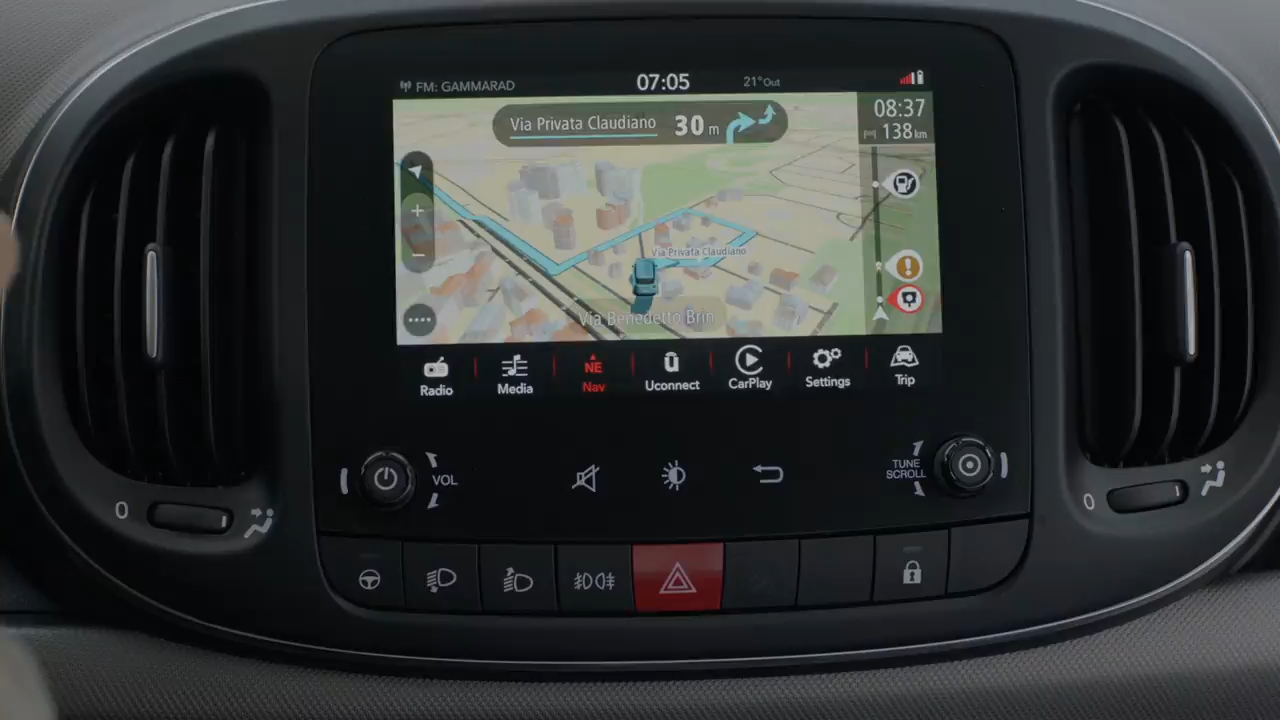 FM: GAMMARAD
07:05
21°Out
Via Privata Claudiano 30 m
08:37
138 km
+
Via Privata Claudiano
−
Via Benedetto Brin
Radio
Media
NE
Nav
Uconnect
CarPlay
Settings
Trip
VOL
TUNE
SCROLL
0
0